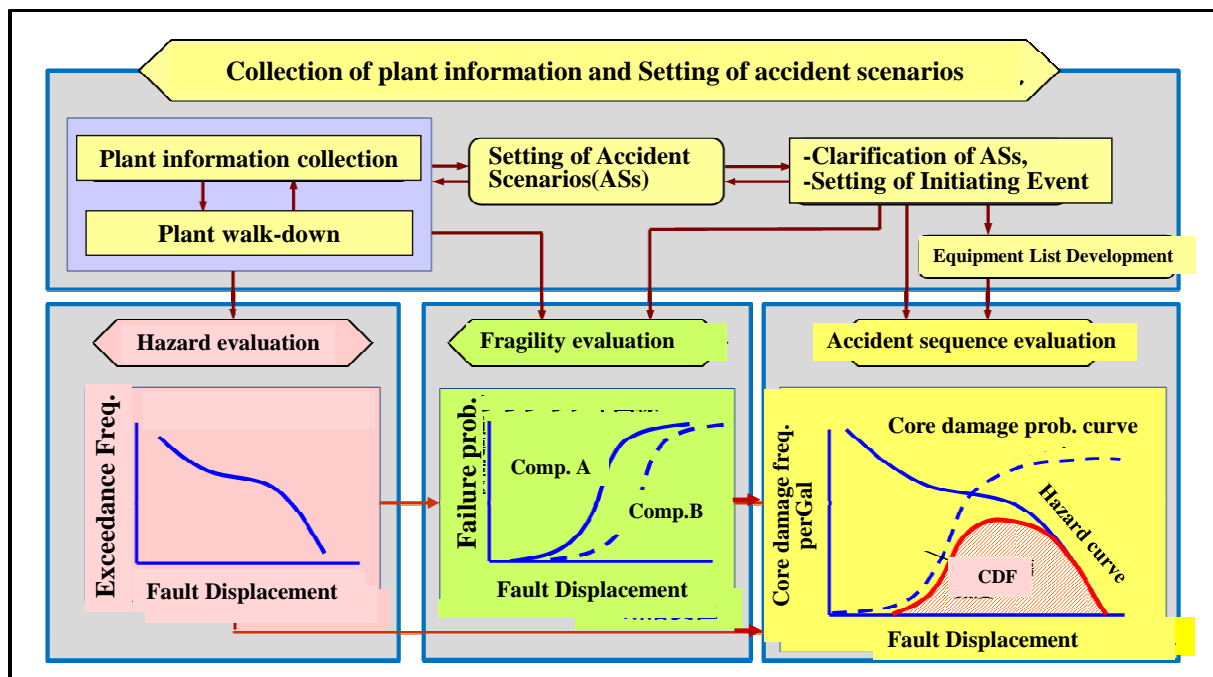 Collection of plant information and Setting of accident scenarios
Plant information collection
Plant walk-down
Setting of Accident
Scenarios(ASs)
-Clarification of ASs,
-Setting of Initiating Event
Equipment List Development
Hazard evaluation
Exceedance Freq.
Fault Displacement
Fragility evaluation
Failure prob.
Comp. A
Comp.B
Fault Displacement
Accident sequence evaluation
Core damage freq.
perGal
Core damage prob. curve
Hazard curve
CDF
Fault Displacement